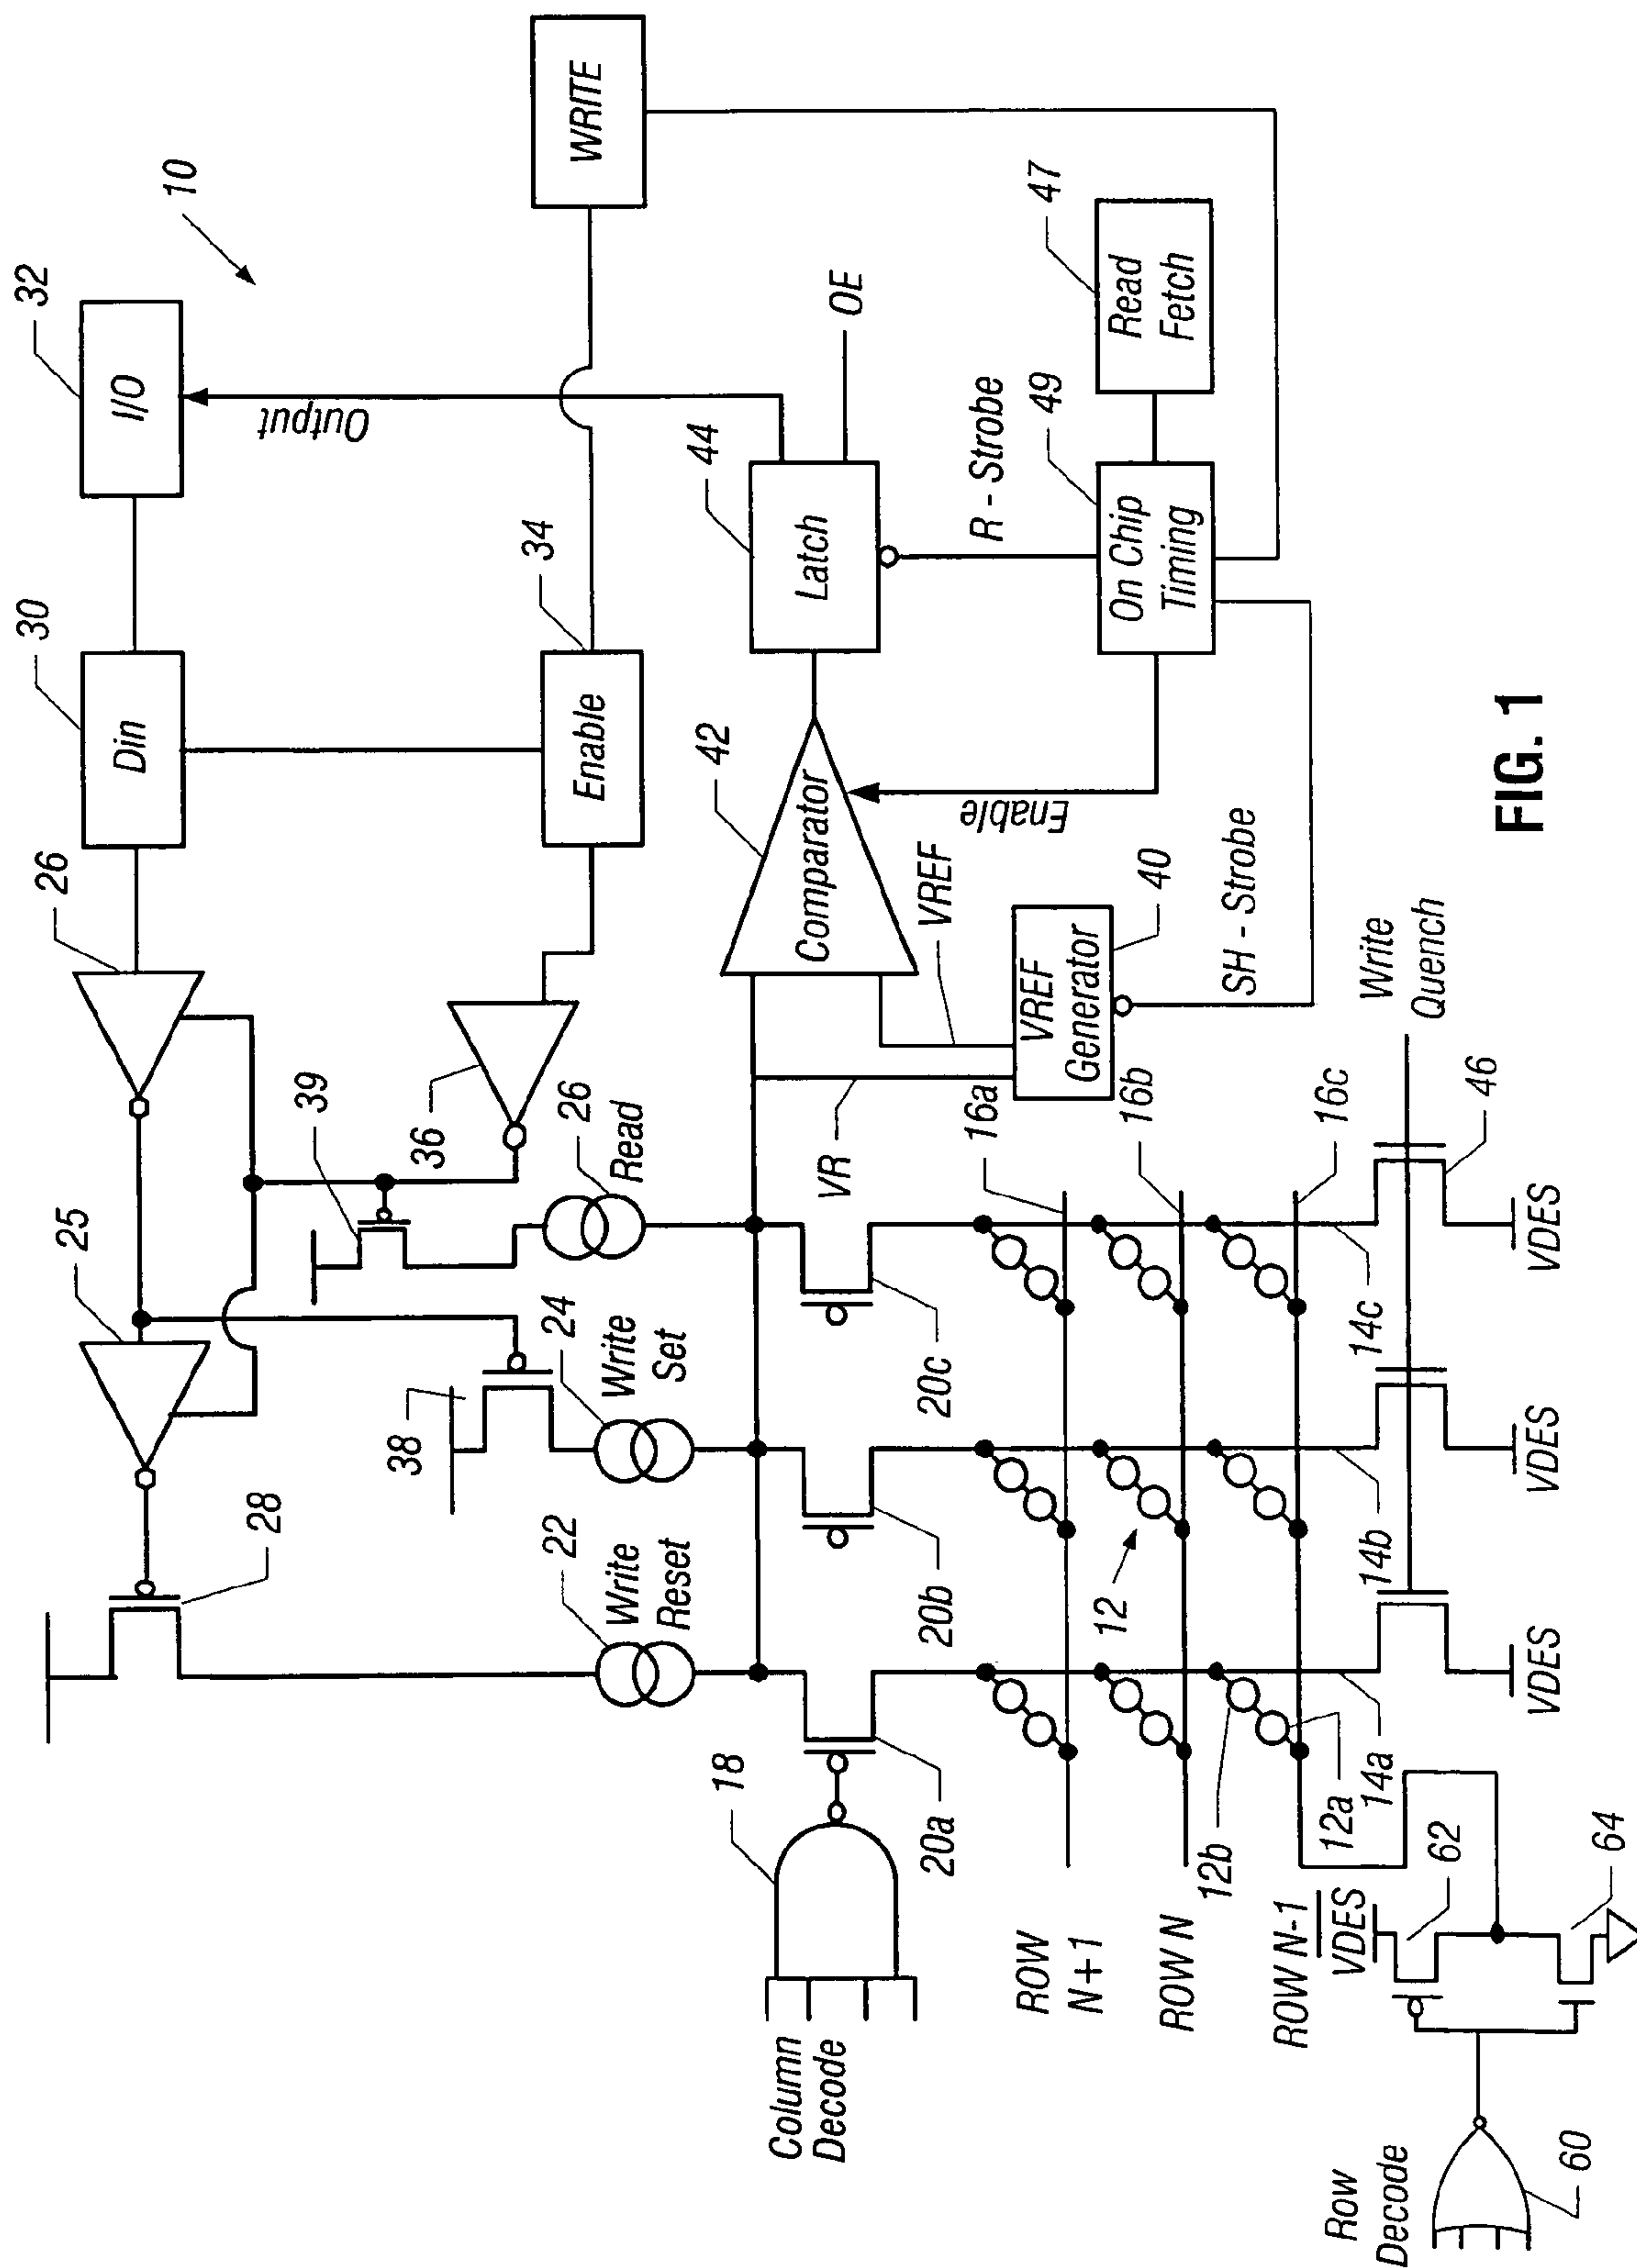 10
I/O
32
Din
30
26
25
28
WRITE
Output
Enable
34
36
39
38
26
Read
24
Write
Set
22
Write
Reset
OE
44
Latch
42
Comparator
Enable
R - Strobe
49
On Chip
Timing
47
Read
Fetch
VREF
VREF
Generator
40
SH - Strobe
VR
18
Column
Decode
20a
20b
20c
16a
16b
16c
ROW
N+1
ROW N
ROW N-1
12
12b
12a
14a
14b
14c
Write
Quench
46
VDES
VDES
VDES
VDES
62
64
Row
Decode
60
FIG. 1